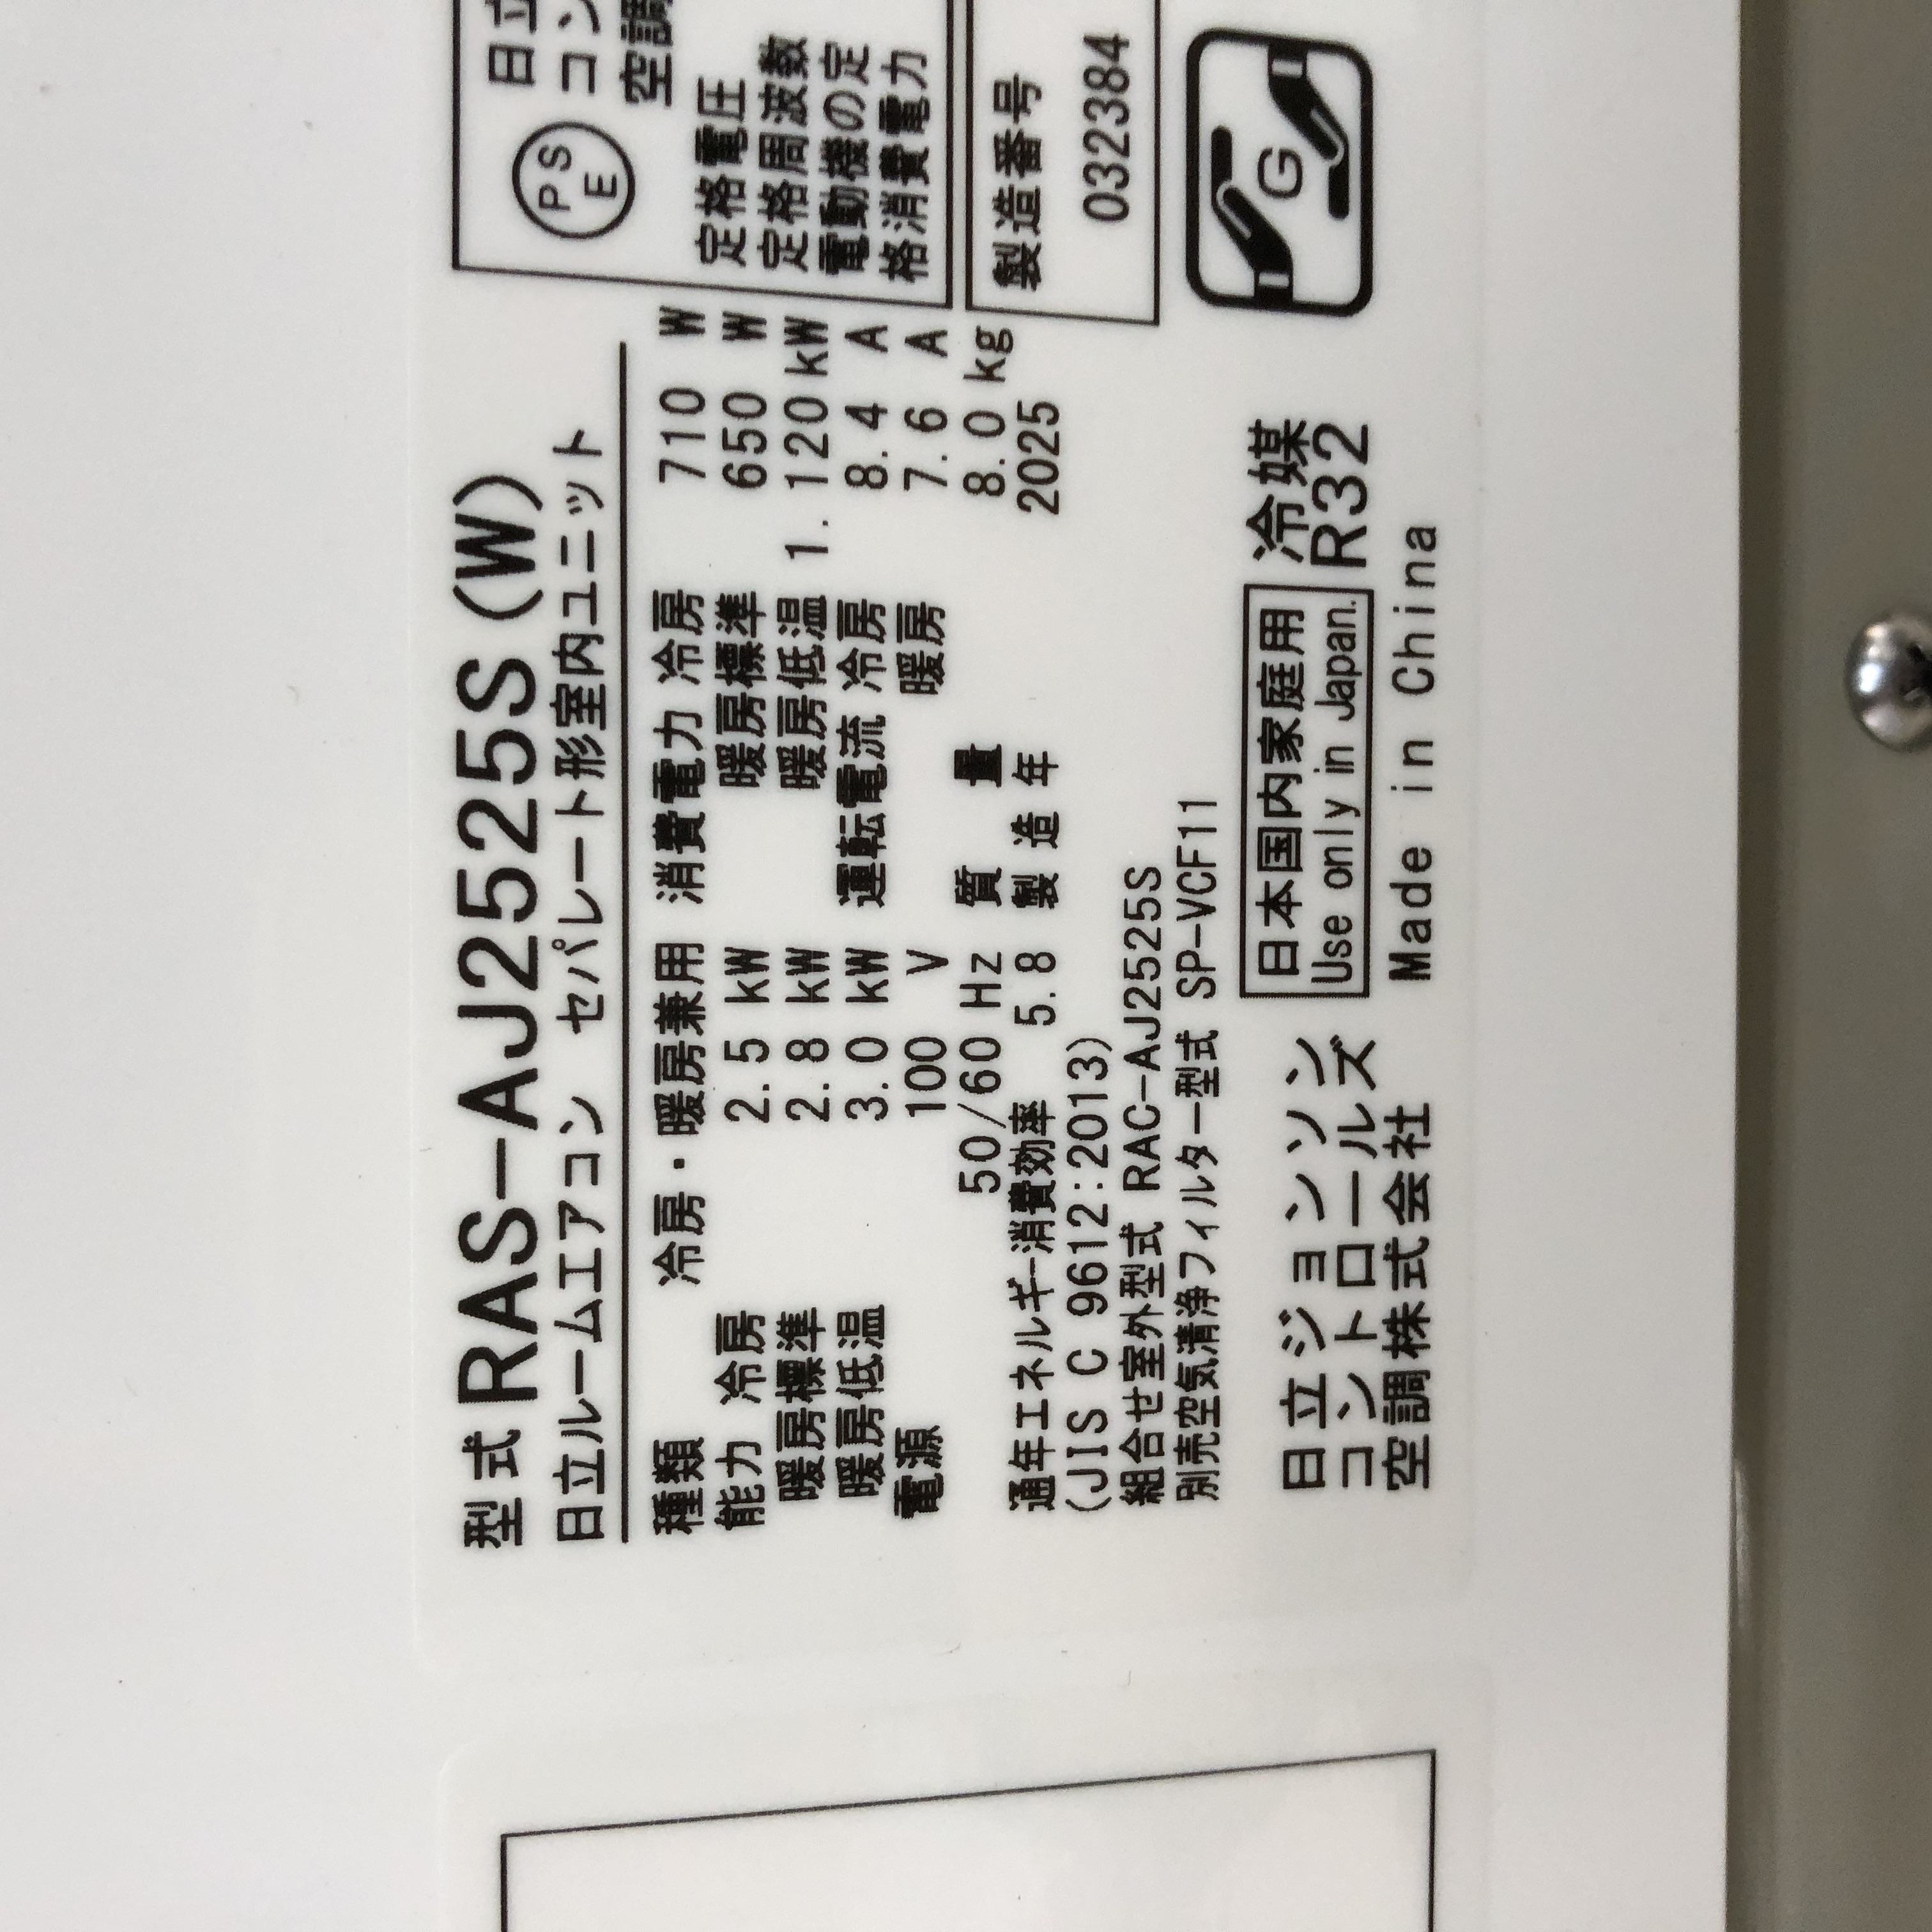 型式 RAS-AJ2525S(W)
日立ルームエアコン セパレート形室内ユニット
種類 冷房・暖房兼用
能力 冷房 2.5 kW
暖房標準 2.8 kW
暖房低温 3.0 kW
電源 100 V
50/60 Hz
通年エネルギー消費効率 5.8
(JIS C 9612:2013)
消費電力 冷房 710 W
暖房標準 650 W
暖房低温 1.120 kW
運転電流 冷房 8.4 A
暖房 7.6 A
質量 8.0 kg
製造年 2025
組合せ室外型式 RAC-AJ2525S
別売空気清浄フィルター型式 SP-VCF11
日立ジョンソン
コントロールズ
空調株式会社
日本国内家庭用
Use only in Japan.
冷媒
R32
Made in China
PSE
日立
コン
空調
定格電圧
定格周波数
電動機の定
格消費電力
製造番号
032384
G